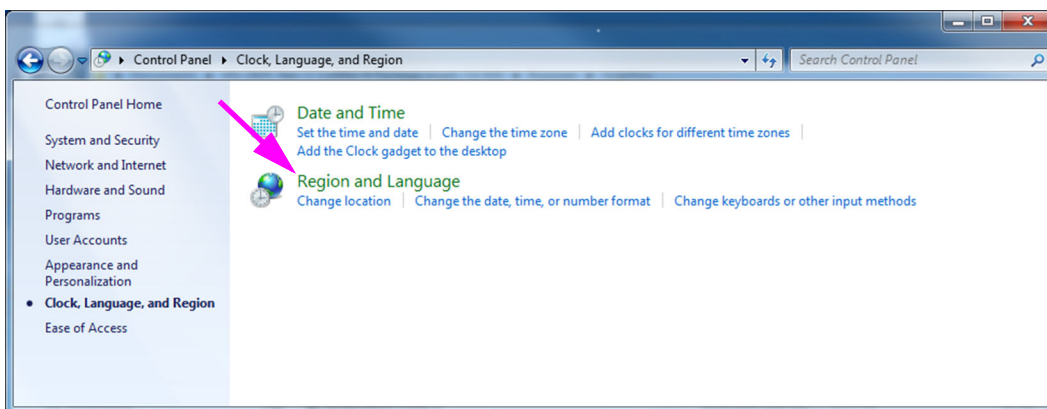 Control Panel Clock, Language, and Region Search Control Panel
Control Panel Home
System and Security
Network and Internet
Hardware and Sound
Programs
User Accounts
Appearance and
Personalization
Clock, Language, and Region
Ease of Access
Date and Time
Set the time and date Change the time zone Add clocks for different time zones
Add the Clock gadget to the desktop
Region and Language
Change location Change the date, time, or number format Change keyboards or other input methods